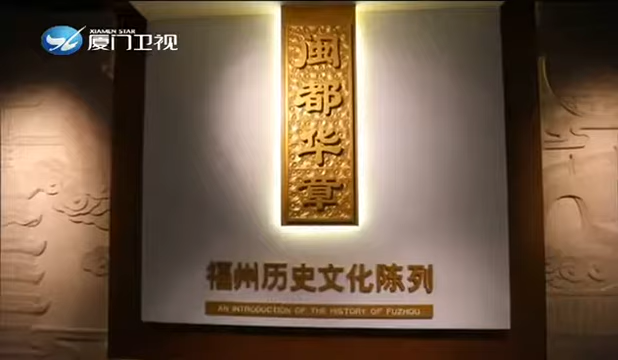 XIAMEN STAR
厦门卫视
闽都华章
福州历史文化陈列
AN INTRODUCTION OF THE HISTORY OF FUZHOU